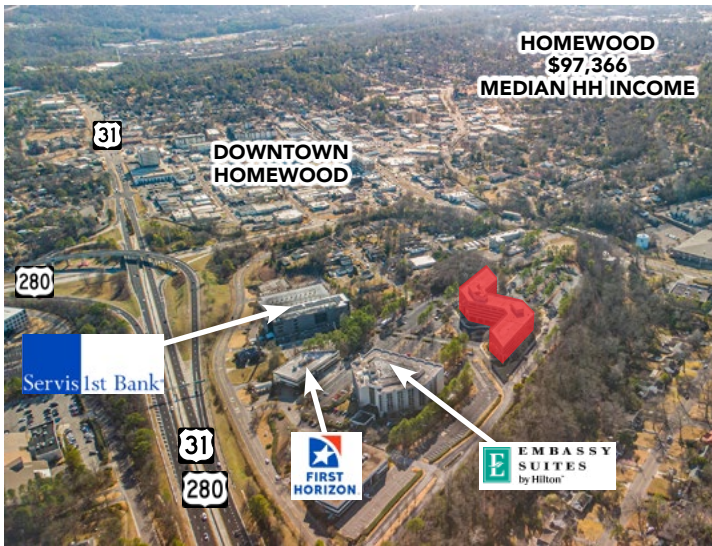 HOMEWOOD
$97,366
MEDIAN HH INCOME
31
DOWNTOWN
HOMEWOOD
280
Servis1st Bank
31
280
FIRST
HORIZON
E
EMBASSY
SUITES
by Hilton™